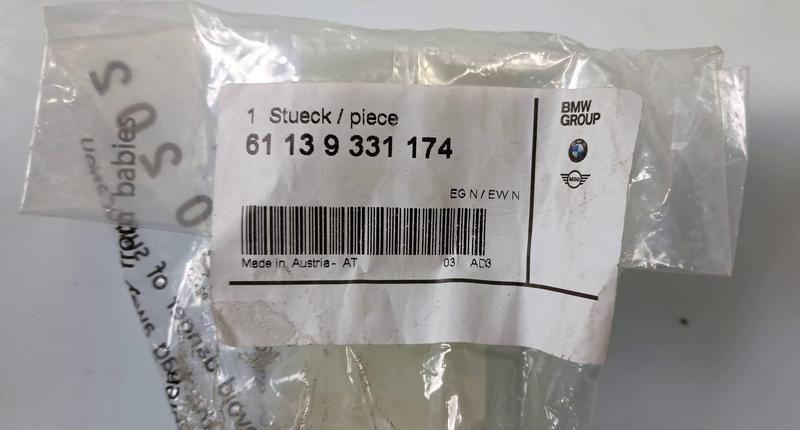 1 Stueck / piece
61 13 9 331 174
EG N / EW N
Made in Austria - AT 03 AD3
BMW
GROUP
MINI
babies